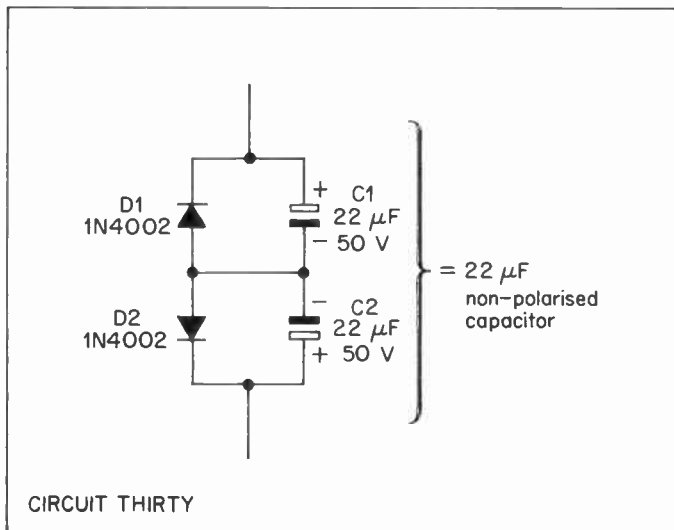 + C1
D1
1N4002
22 µF
- 50 V
= 22 µF
non-polarised
capacitor
D2
1N4002
- C2
22 µF
+ 50 V
CIRCUIT THIRTY